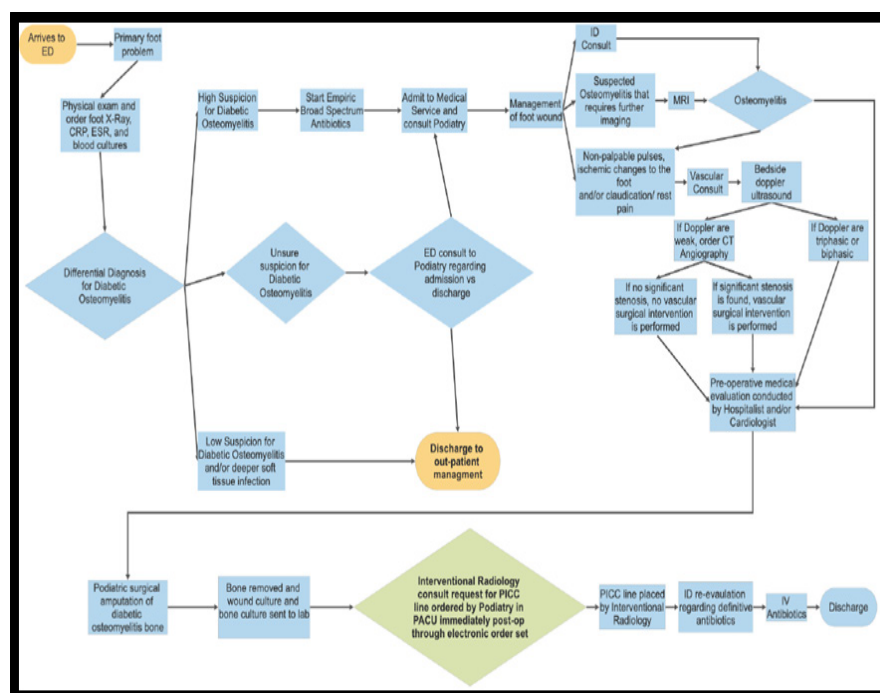 Arrives to
ED
Primary foot
problem
Physical exam and
order foot X-Ray,
CRP, ESR, and
blood cultures
Differential Diagnosis
for Diabetic
Osteomyelitis
High Suspicion
for Diabetic
Osteomyelitis
Start Empiric
Broad Spectrum
Antibiotics
Admit to Medical
Service and
consult Podiatry
Management
of foot wound
ID
Consult
Suspected
Osteomyelitis that
requires further
imaging
MRI
Osteomyelitis
Non-palpable pulses,
ischemic changes to the
foot
and/or claudication/ rest
pain
Vascular
Consult
Bedside
doppler
ultrasound
If Doppler are
weak, order CT
Angiography
If Doppler are
triphasic or
biphasic
If no significant
stenosis, no vascular
surgical intervention
is performed
If significant stenosis
is found, vascular
surgical intervention
is performed
Unsure
suspicion for
Diabetic
Osteomyelitis
ED consult to
Podiatry regarding
admission vs
discharge
Low Suspicion for
Diabetic Osteomyelitis
and/or deeper soft
tissue infection
Discharge to
out-patient
managment
Pre-operative medical
evaluation conducted
by Hospitalist and/or
Cardiologist
Podiatric surgical
amputation of
diabetic
osteomyelitis bone
Bone removed and
wound culture and
bone culture sent to lab
Interventional Radiology
consult request for PICC
line ordered by Podiatry in
PACU immediately post-op
through electronic order set
PICC line placed
by Interventional
Radiology
ID re-evaulation
regarding definitive
antibiotics
IV
Antibiotics
Discharge